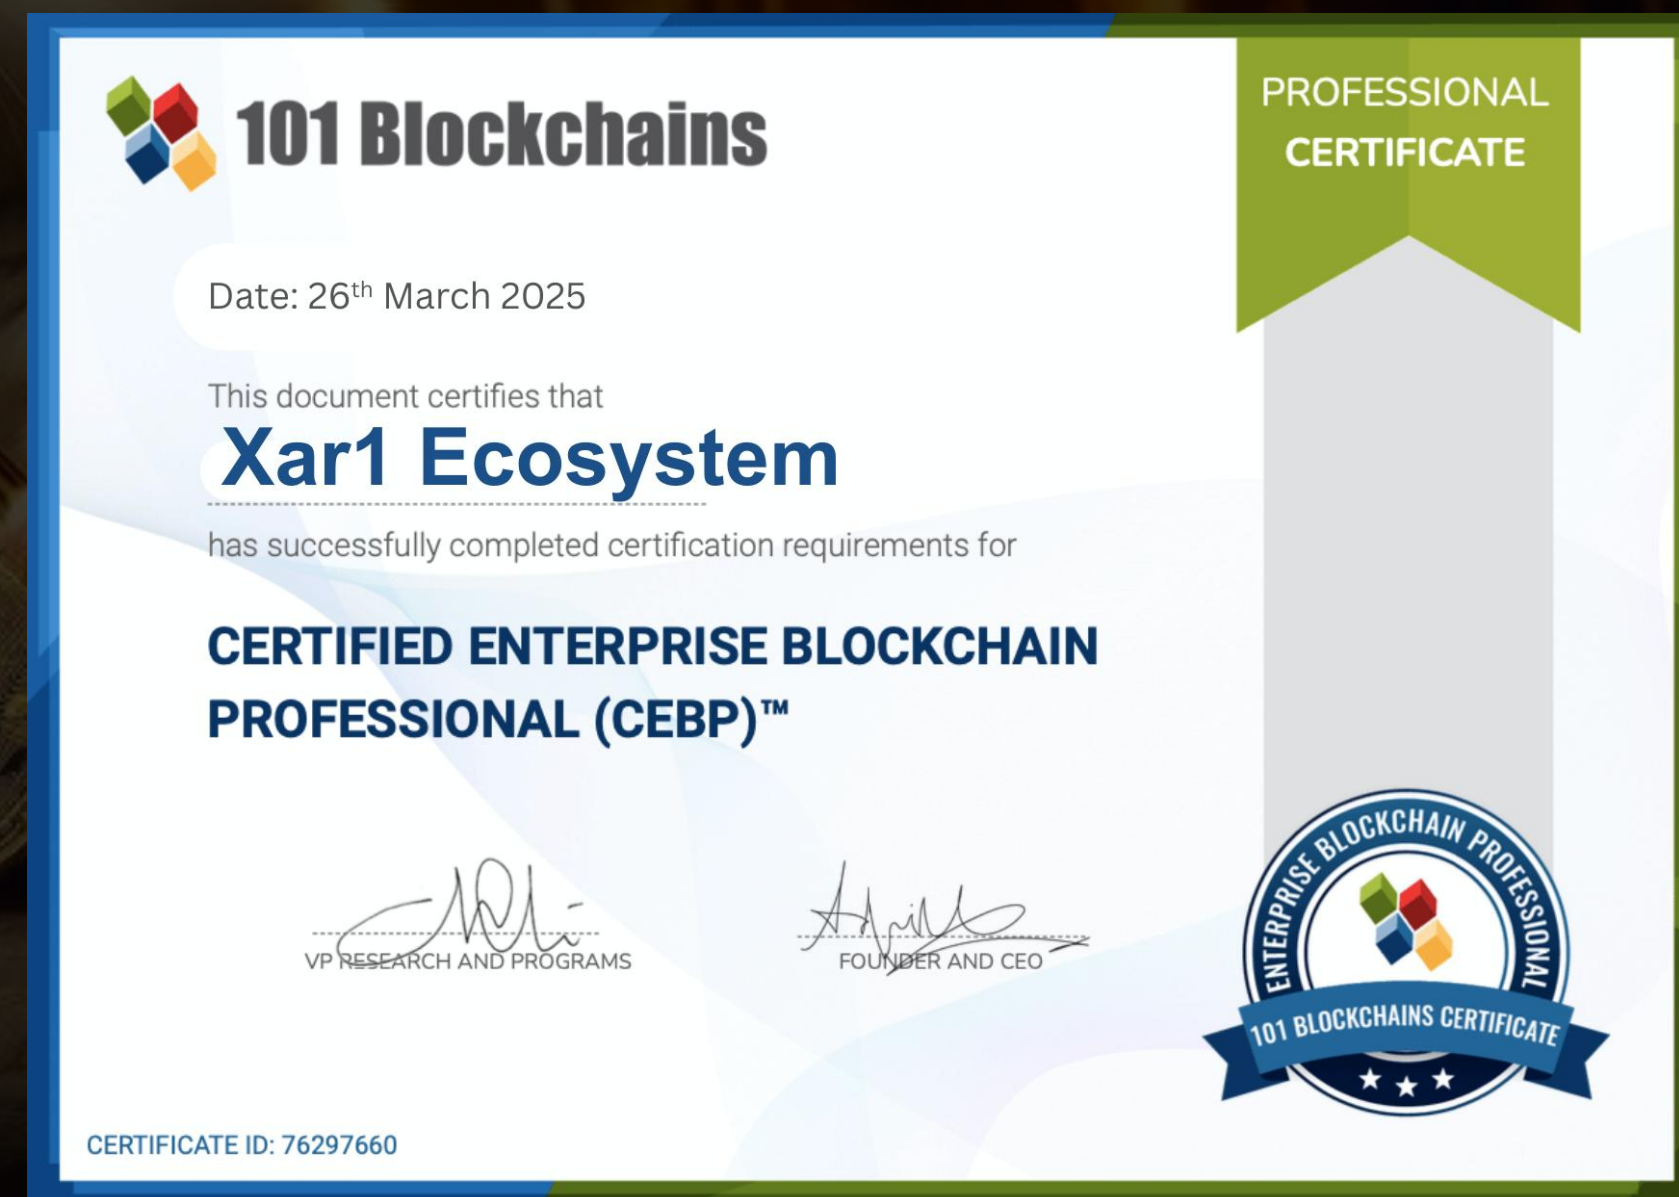 101 Blockchains
PROFESSIONAL
CERTIFICATE
Date: 26th March 2025
This document certifies that
Xar1 Ecosystem
has successfully completed certification requirements for
CERTIFIED ENTERPRISE BLOCKCHAIN
PROFESSIONAL (CEBP)™
VP RESEARCH AND PROGRAMS
FOUNDER AND CEO
ENTERPRISE BLOCKCHAIN PROFESSIONAL
101 BLOCKCHAINS CERTIFICATE
CERTIFICATE ID: 76297660